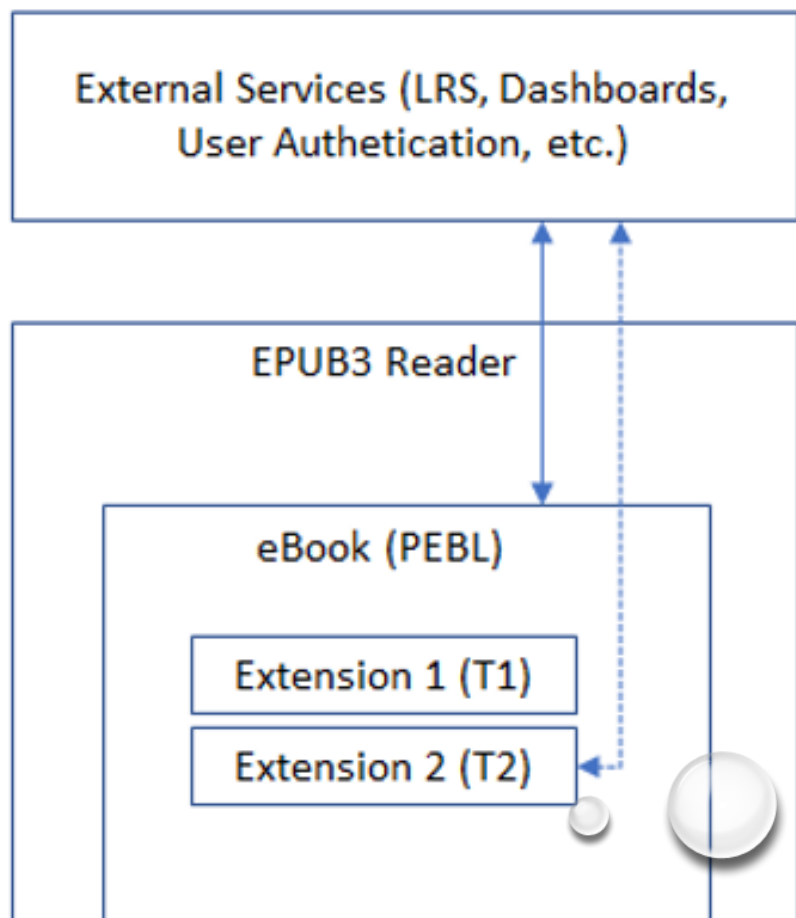 External Services (LRS, Dashboards,
User Authetication, etc.)
EPUB3 Reader
eBook (PEBL)
Extension 1 (T1)
Extension 2 (T2)